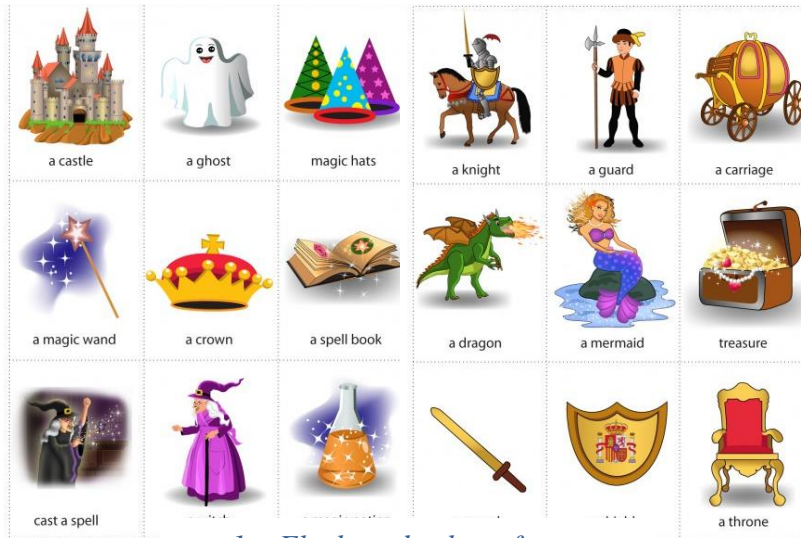 a castle
a ghost
magic hats
a knight
a guard
a carriage
a magic wand
a crown
a spell book
a dragon
a mermaid
treasure
cast a spell
a throne